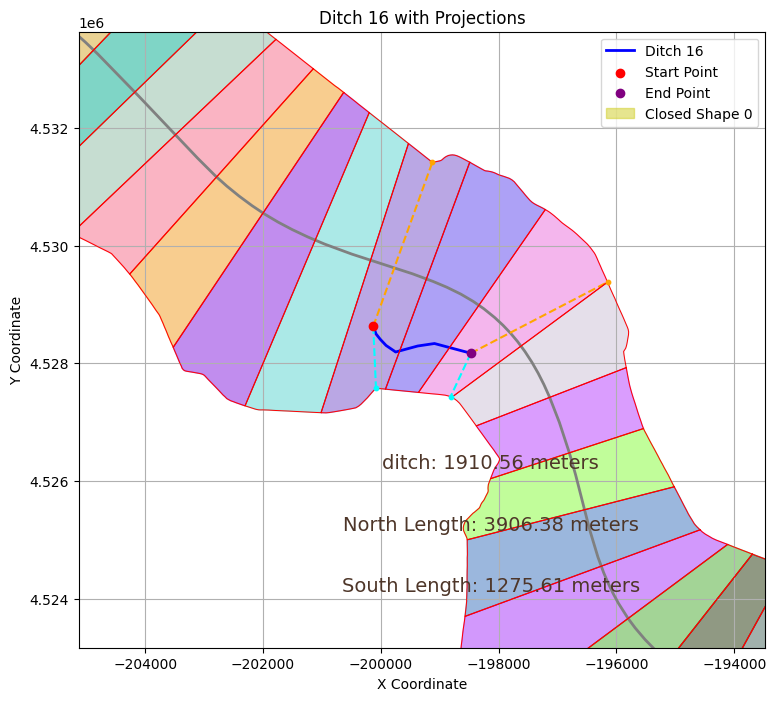 Ditch 16 with Projections
1e6
Ditch 16
Start Point
End Point
Closed Shape 0
4.532
4.530
4.528
4.526
4.524
Y Coordinate
ditch: 1910.56 meters
North Length: 3906.38 meters
South Length: 1275.61 meters
−204000 −202000 −200000 −198000 −196000 −194000
X Coordinate